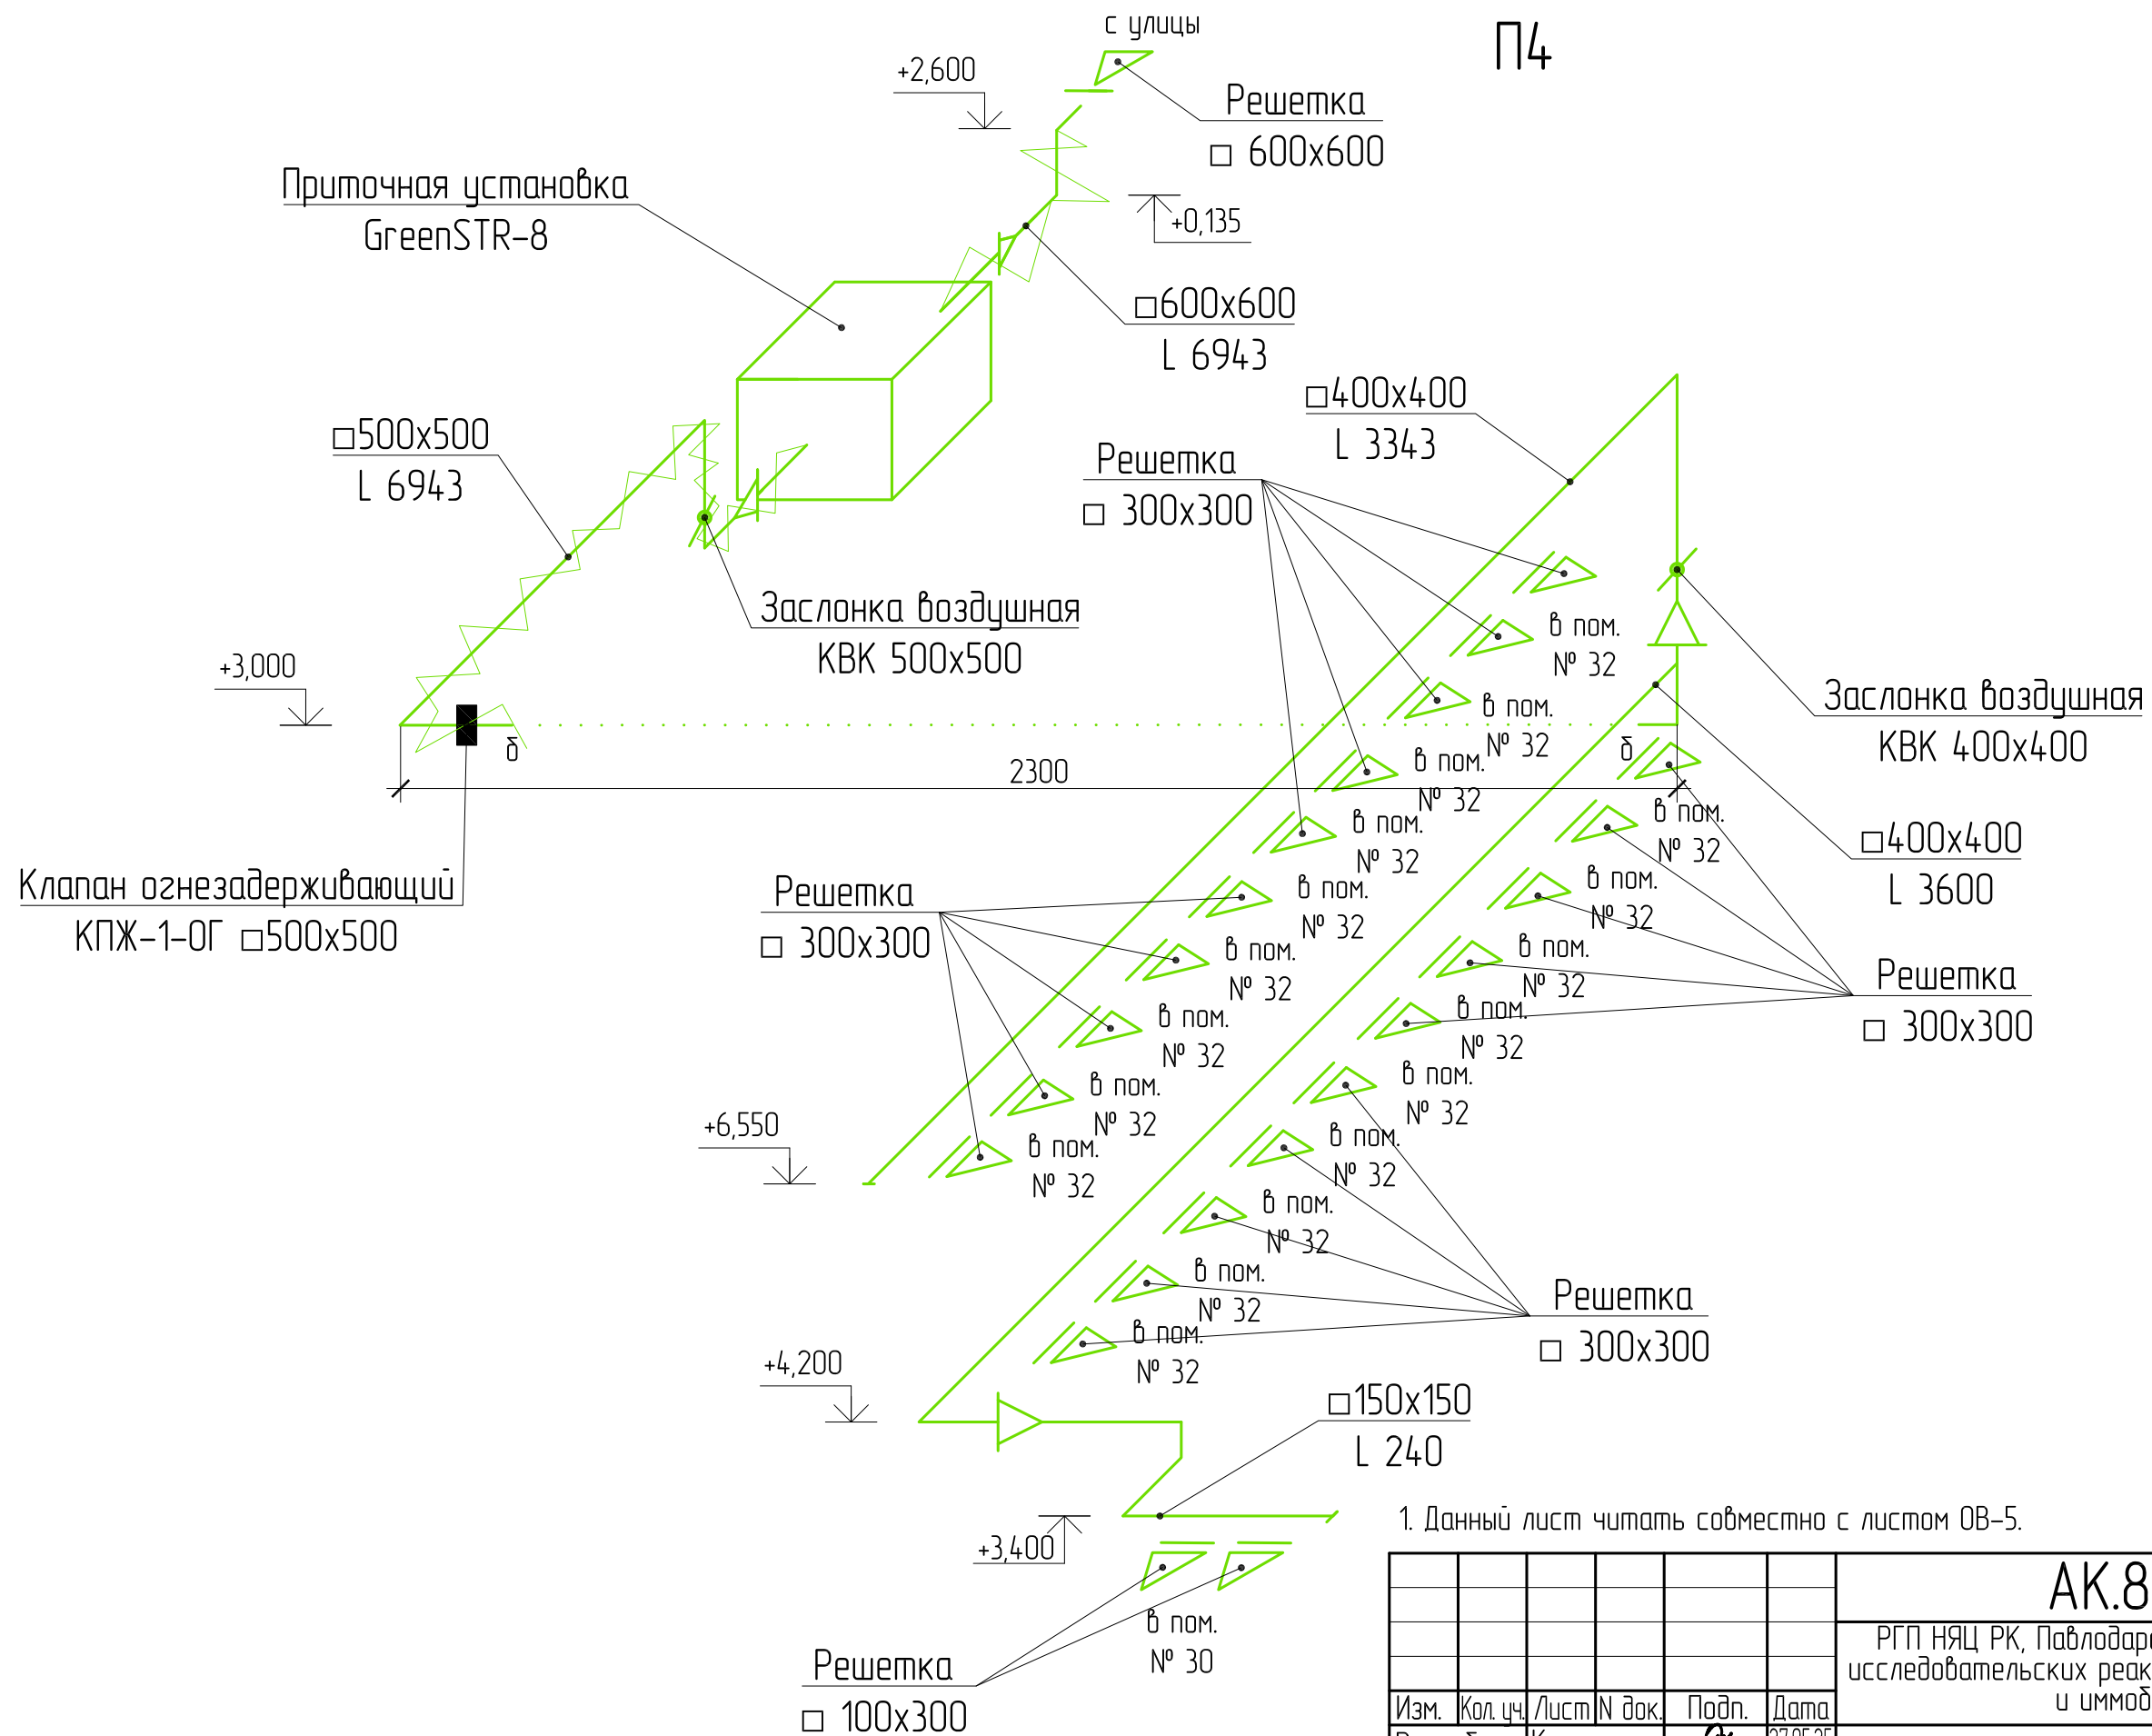 с улицы
П4
+2,600
Решетка
□ 600х600
Приточная установка
GreenSTR-8
+0,135
□600х600
L 6943
□400х400
L 3343
□500х500
L 6943
Решетка
□ 300х300
Заслонка воздушная
КВК 500х500
в пом.
№ 32
+3,000
Заслонка воздушная
КВК 400х400
в пом.
№ 32
б
б
2300
в пом.
№ 32
в пом.
№ 32
в пом.
№ 32
□400х400
L 3600
Клапан огнезадерживающий
КПЖ-1-ОГ □500х500
Решетка
□ 300х300
в пом.
№ 32
в пом.
№ 32
в пом.
№ 32
в пом.
№ 32
Решетка
□ 300х300
в пом.
№ 32
в пом.
№ 32
в пом.
№ 32
в пом.
№ 32
+6,550
в пом.
№ 32
в пом.
№ 32
в пом.
№ 32
в пом.
№ 32
Решетка
□ 300х300
в пом.
№ 32
+4,200
□150х150
L 240
+3,400
1. Данный лист читать совместно с листом ОВ-5.
в пом.
№ 30
Решетка
□ 100х300
АК.8
РГП НЯЦ РК, Павлодар
исследовательских реак
и иммоб
Изм. Кол. уч. Лист N док. Подп. Дата